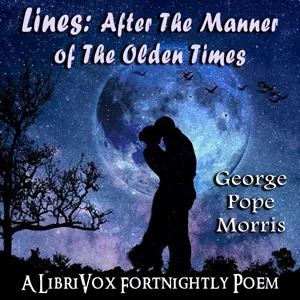 Lines: After The Manner
of The Olden Times
George
Pope
Morris
A LibriVox Fortnightly Poem